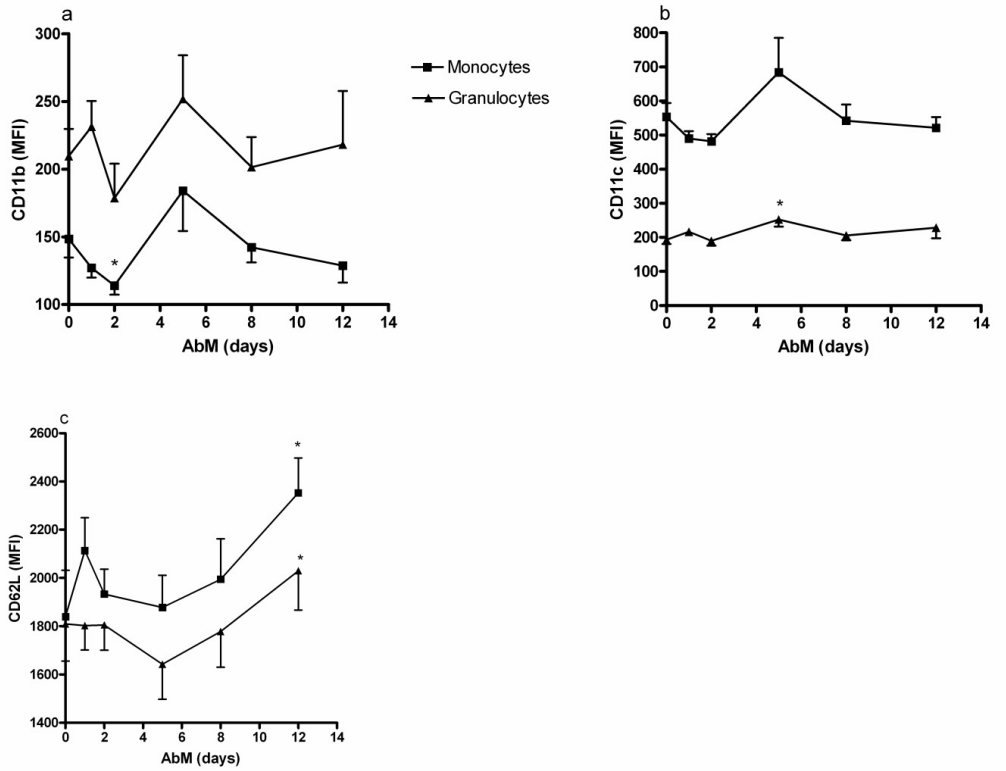 a
300
250
200
150
100
CD11b (MFI)
*
0 2 4 6 8 10 12 14
AbM (days)
Monocytes
Granulocytes
b
800
700
600
500
400
300
200
100
0
CD11c (MFI)
*
0 2 4 6 8 10 12 14
AbM (days)
c
2600
2400
2200
2000
1800
1600
1400
CD62L (MFI)
*
*
0 2 4 6 8 10 12 14
AbM (days)